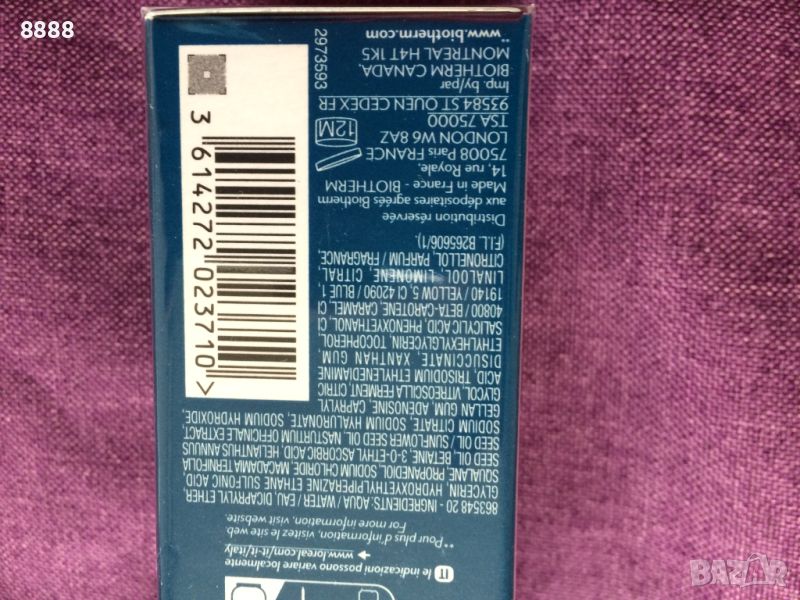 8888
IT le indicazioni possono
variare localmente
➔ www.loreal.com/it-it/italy
**Pour plus d'information, visitez le site web.
For more information, visit website.
863548 20 - INGREDIENTS: AQUA / WATER / EAU, DICAPRYLYL ETHER,
GLYCERIN, HYDROXYETHYLPIPERAZINE ETHANE SULFONIC ACID,
SQUALANE, PROPANEDIOL, SODIUM CHLORIDE, MACADAMIA TERNIFOLIA
SEED OIL, BETAINE, 3-O-ETHYL ASCORBIC ACID, HELIANTHUS ANNUUS
SEED OIL / SUNFLOWER SEED OIL, NASTURTIUM OFFICINALE EXTRACT,
SODIUM CITRATE, SODIUM HYALURONATE, SODIUM HYDROXIDE,
GELLAN GUM, ADENOSINE, CAPRYLYL
GLYCOL, VITREOSCILLA FERMENT, CITRIC
ACID, TRISODIUM ETHYLENEDIAMINE
DISUCCINATE, XANTHAN GUM,
ETHYLHEXYLGLYCERIN, TOCOPHEROL,
SALICYLIC ACID, PHENOXYETHANOL, CI
40800 / BETA-CAROTENE, CARAMEL, CI
19140 / YELLOW 5, CI 42090 / BLUE 1,
LINALOOL, LIMONENE, CITRAL,
CITRONELLOL, PARFUM / FRAGRANCE
(F.I.L. B265606/1).
Distribution réservée
aux dépositaires agréés Biotherm
Made in France - BIOTHERM
14, rue Royale,
75008 Paris FRANCE
LONDON W6 8AZ
TSA 75000
93584 ST OUEN CEDEX FR
12M
Imp. by/par
BIOTHERM CANADA,
MONTREAL H4T 1K5
**www.biotherm.com
2973593
3 614272 023710 >
BAZAR